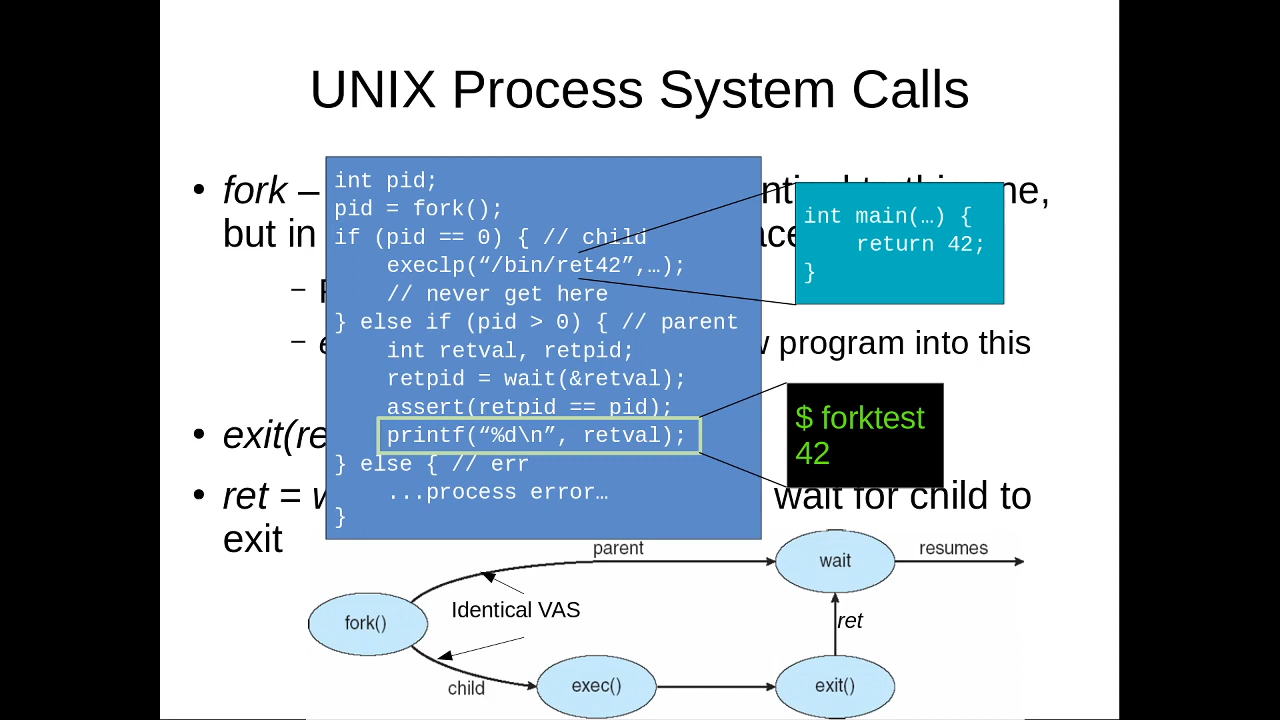 UNIX Process System Calls
• fork –
but in
–
–
program into this
• exit(re
• ret =
wait for child to
exit
int pid;
pid = fork();
if (pid == 0) { // child
execlp(“/bin/ret42”,…);
// never get here
} else if (pid > 0) { // parent
int retval, retpid;
retpid = wait(&retval);
assert(retpid == pid);
printf(“%d\n”, retval);
} else { // err
...process error…
}
int main(…) {
return 42;
}
$ forktest
42
parent
wait
resumes
fork()
Identical VAS
ret
child
exec()
exit()